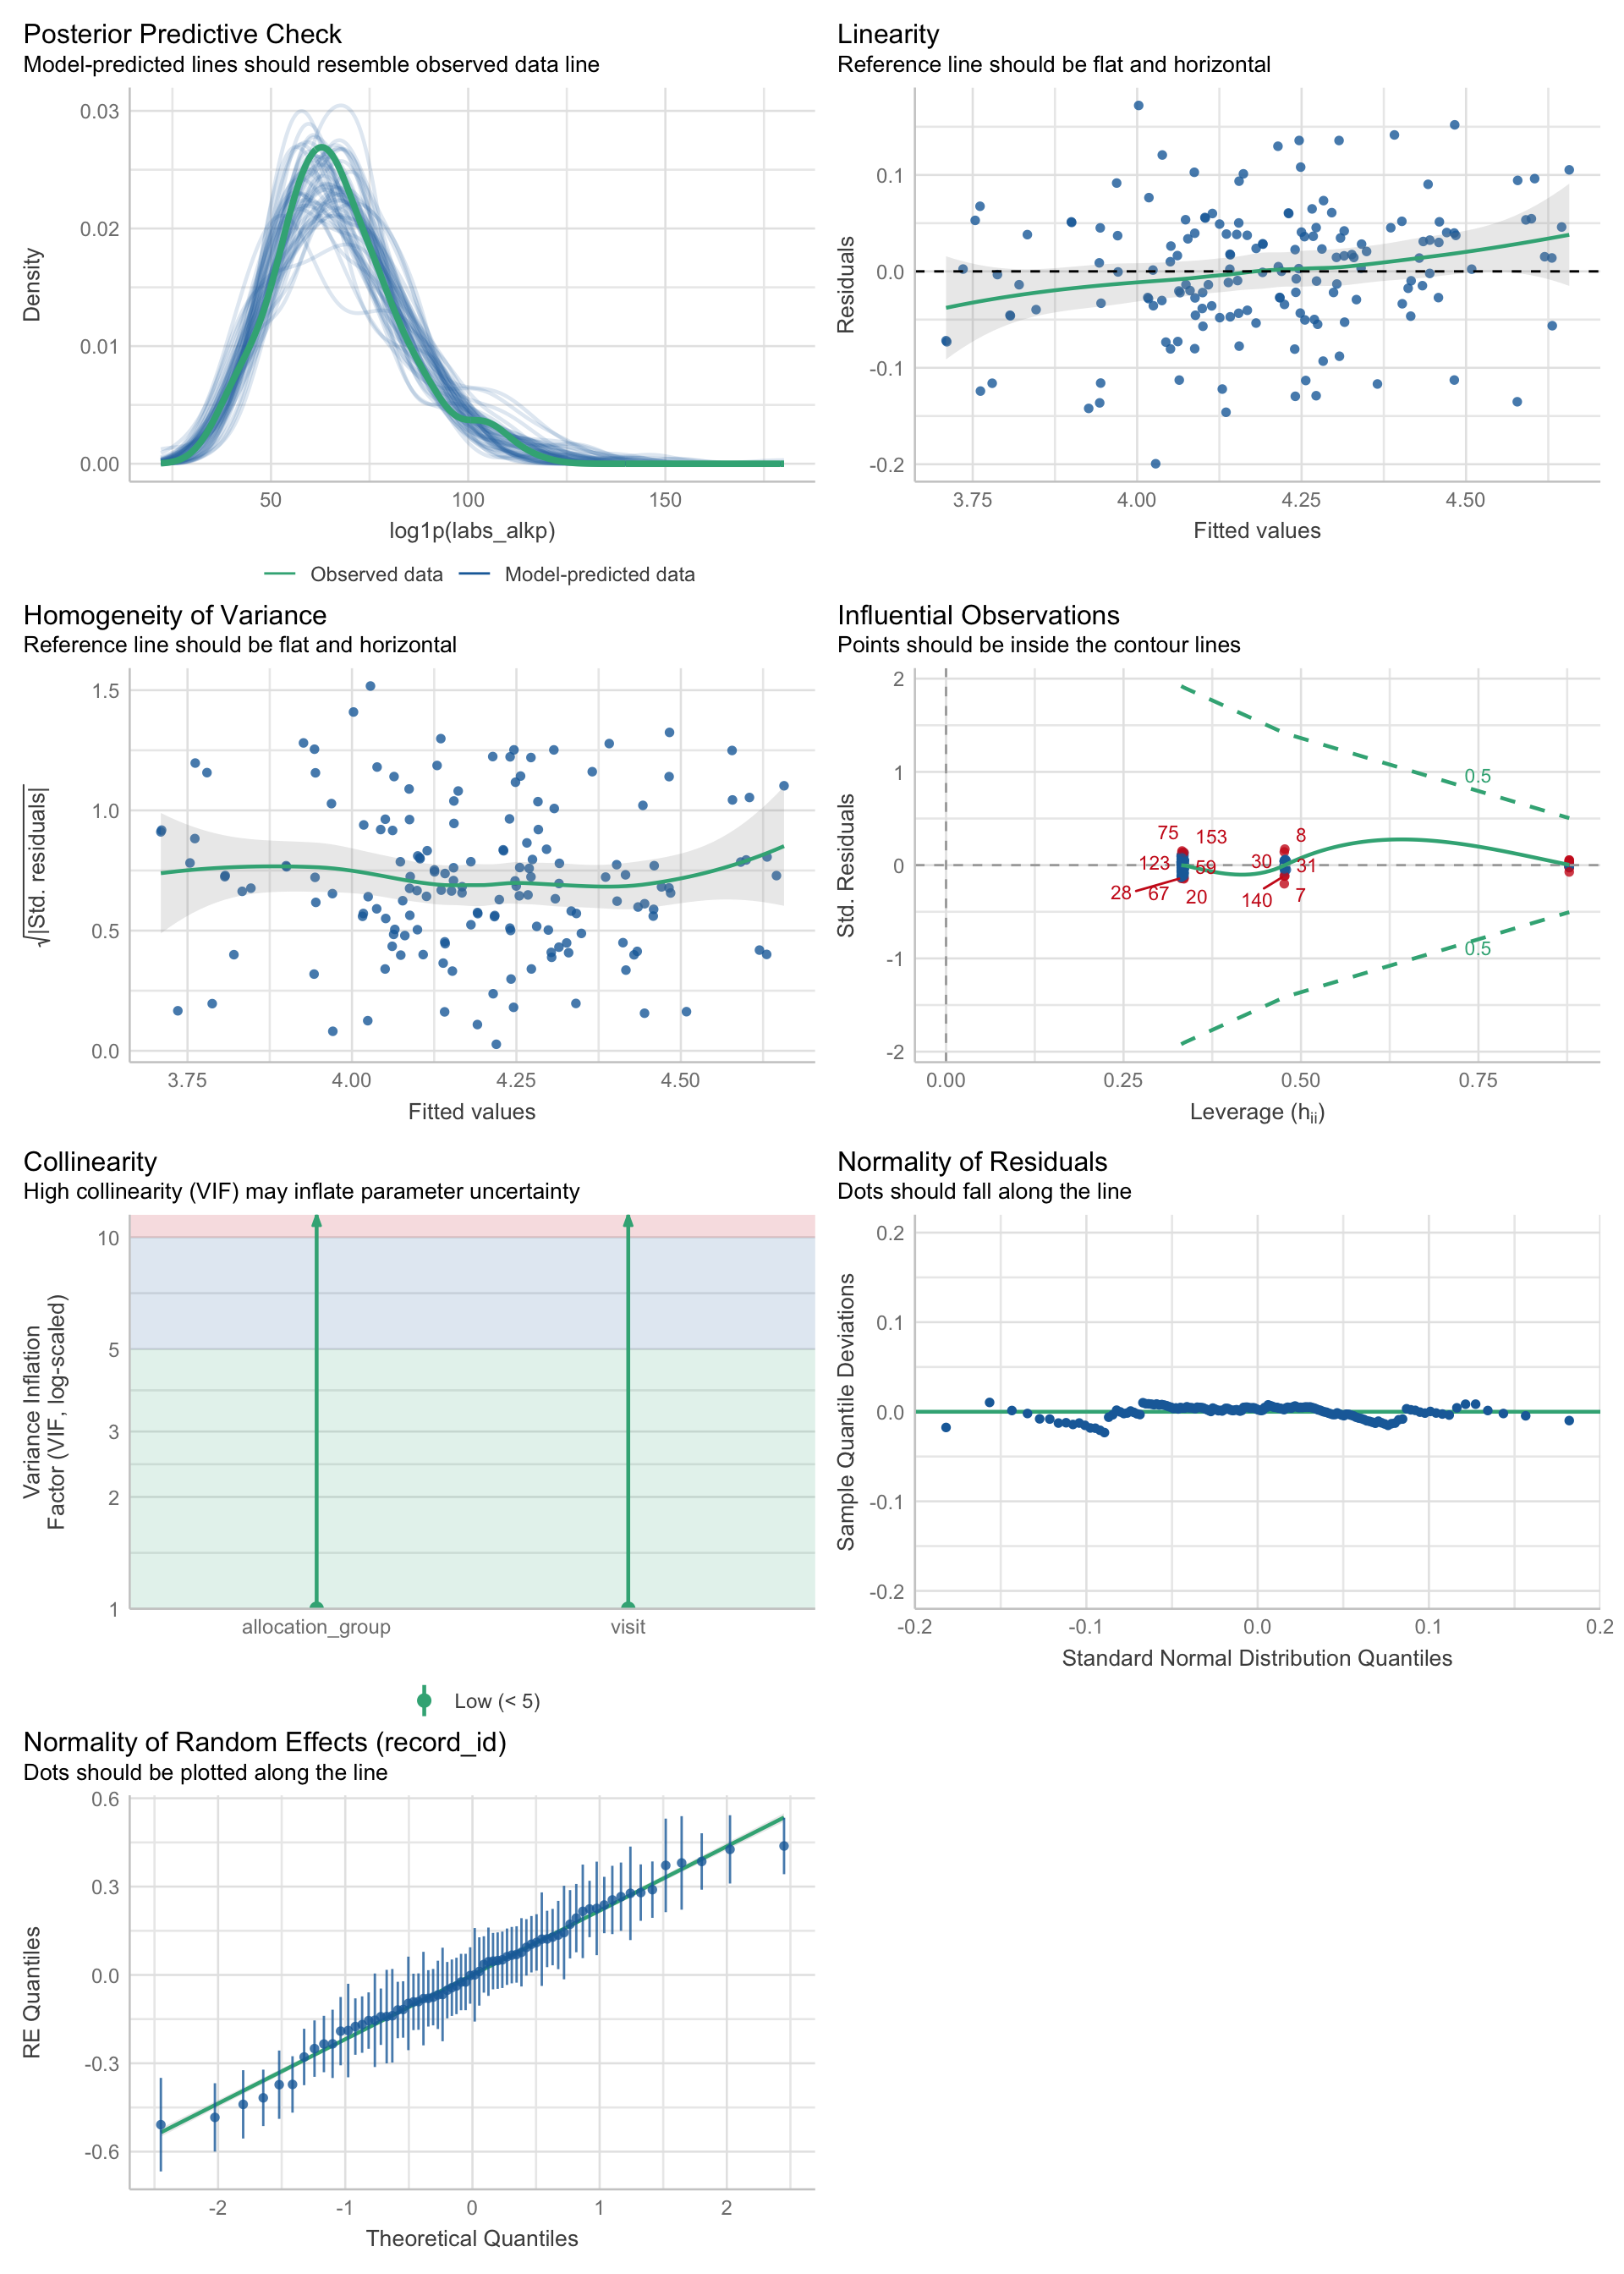 Posterior Predictive Check
Model-predicted lines should resemble observed data line
0.03
0.02
0.01
0.00
Density
50
100
150
log1p(labs_alkp)
Observed data
Model-predicted data
Linearity
Reference line should be flat and horizontal
0.1
0.0
-0.1
-0.2
Residuals
3.75
4.00
4.25
4.50
Fitted values
Homogeneity of Variance
Reference line should be flat and horizontal
1.5
1.0
0.5
0.0
√|Std. residuals|
3.75
4.00
4.25
4.50
Fitted values
Influential Observations
Points should be inside the contour lines
2
1
0
-1
-2
Std. Residuals
0.5
75
153
8
123
59
30
31
28
67
20
140
7
0.5
0.00
0.25
0.50
0.75
Leverage (hii)
Collinearity
High collinearity (VIF) may inflate parameter uncertainty
10
5
3
2
1
Variance Inflation
Factor (VIF, log-scaled)
allocation_group
visit
Low (< 5)
Normality of Residuals
Dots should fall along the line
0.2
0.1
0.0
-0.1
-0.2
Sample Quantile Deviations
-0.2
-0.1
0.0
0.1
0.2
Standard Normal Distribution Quantiles
Normality of Random Effects (record_id)
Dots should be plotted along the line
0.6
0.3
0.0
-0.3
-0.6
RE Quantiles
-2
-1
0
1
2
Theoretical Quantiles